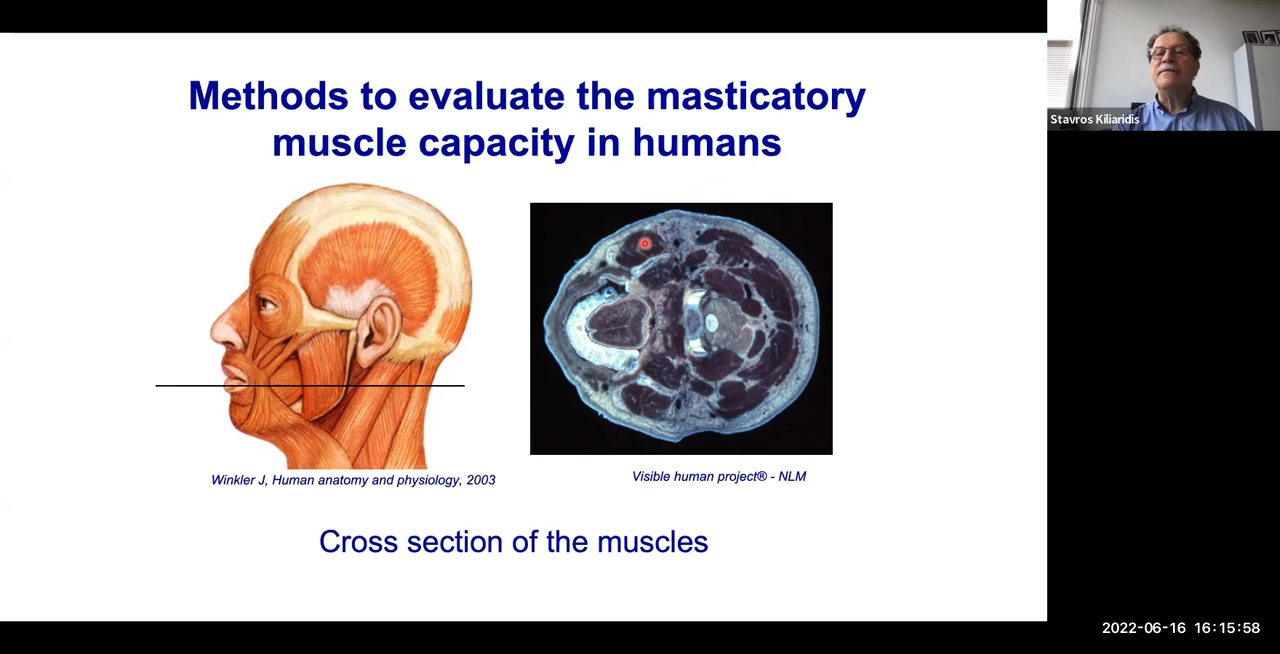 Methods to evaluate the masticatory
muscle capacity in humans
Stavros Kiliaridis
Winkler J, Human anatomy and physiology, 2003
Visible human project® - NLM
Cross section of the muscles
2022-06-16 16:15:58